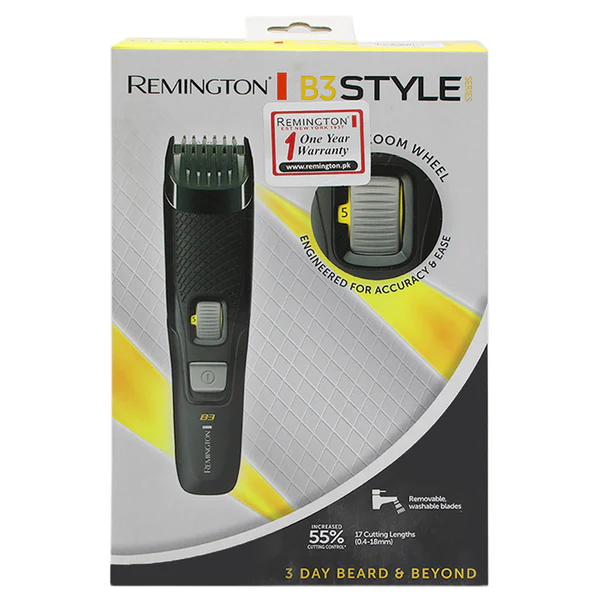 REMINGTON® B3STYLE SERIES
REMINGTON
EST NEW YORK 1937
1 One Year
Warranty
www.remington.pk
ZOOM WHEEL
5
ENGINEERED FOR ACCURACY & EASE
5
B3
REMINGTON
Removable,
washable blades
INCREASED
55%
CUTTING CONTROL*
17 Cutting Lengths
(0.4-18mm)
3 DAY BEARD & BEYOND